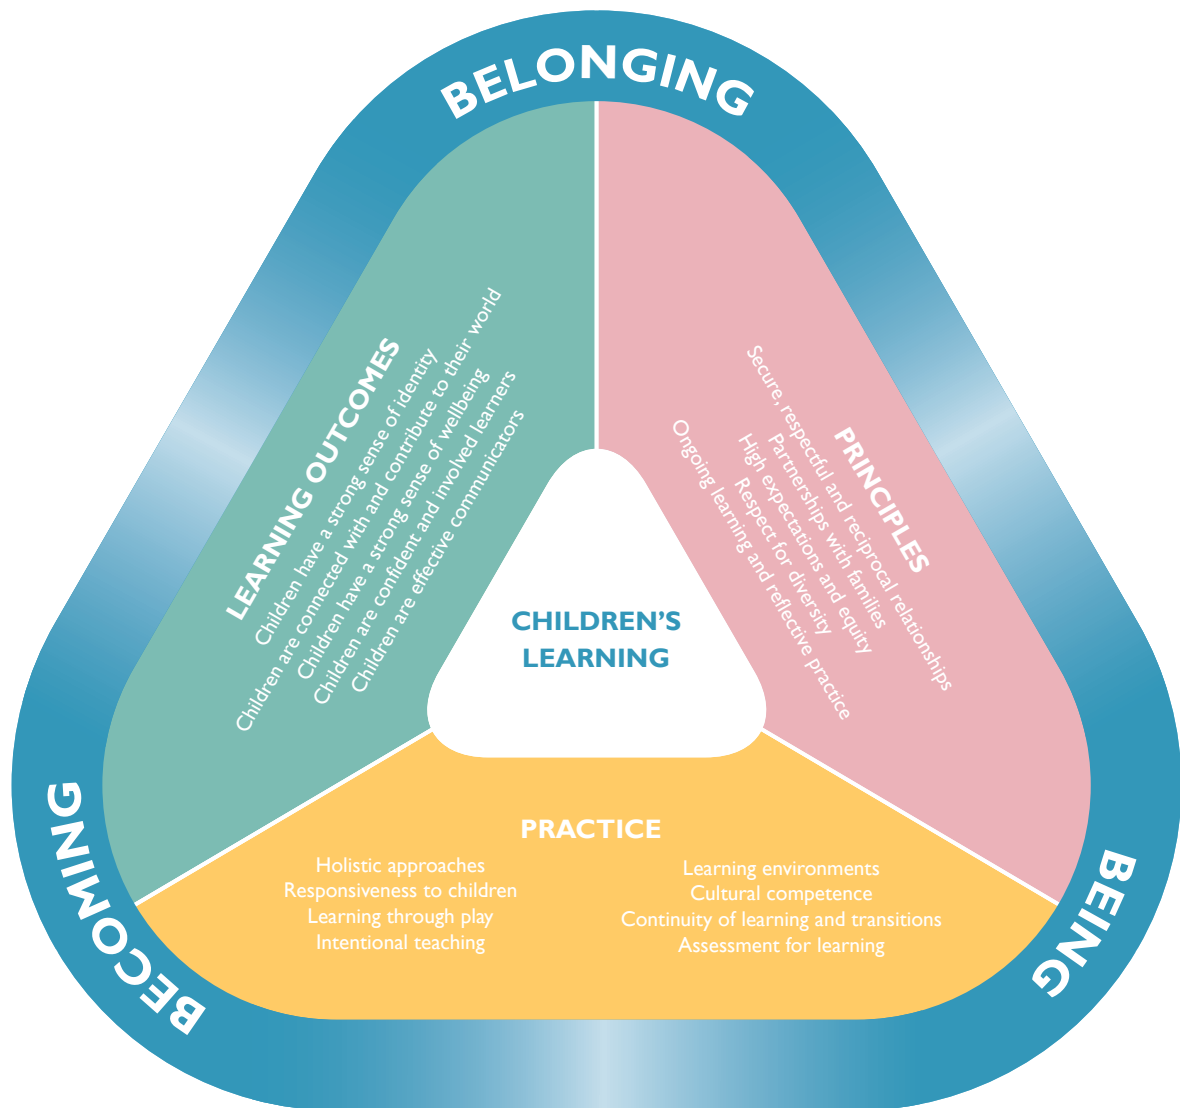 BELONGING
LEARNING OUTCOMES
Children have a strong sense of identity
Children are connected with and contribute to their world
Children have a strong sense of wellbeing
Children are confident and involved learners
Children are effective communicators
PRINCIPLES
Secure, respectful and reciprocal relationships
Partnerships with families
High expectations and equity
Respect for diversity
Ongoing learning and reflective practice
CHILDREN’S
LEARNING
PRACTICE
Holistic approaches
Responsiveness to children
Learning through play
Intentional teaching
Learning environments
Cultural competence
Continuity of learning and transitions
Assessment for learning
BECOMING
BEING